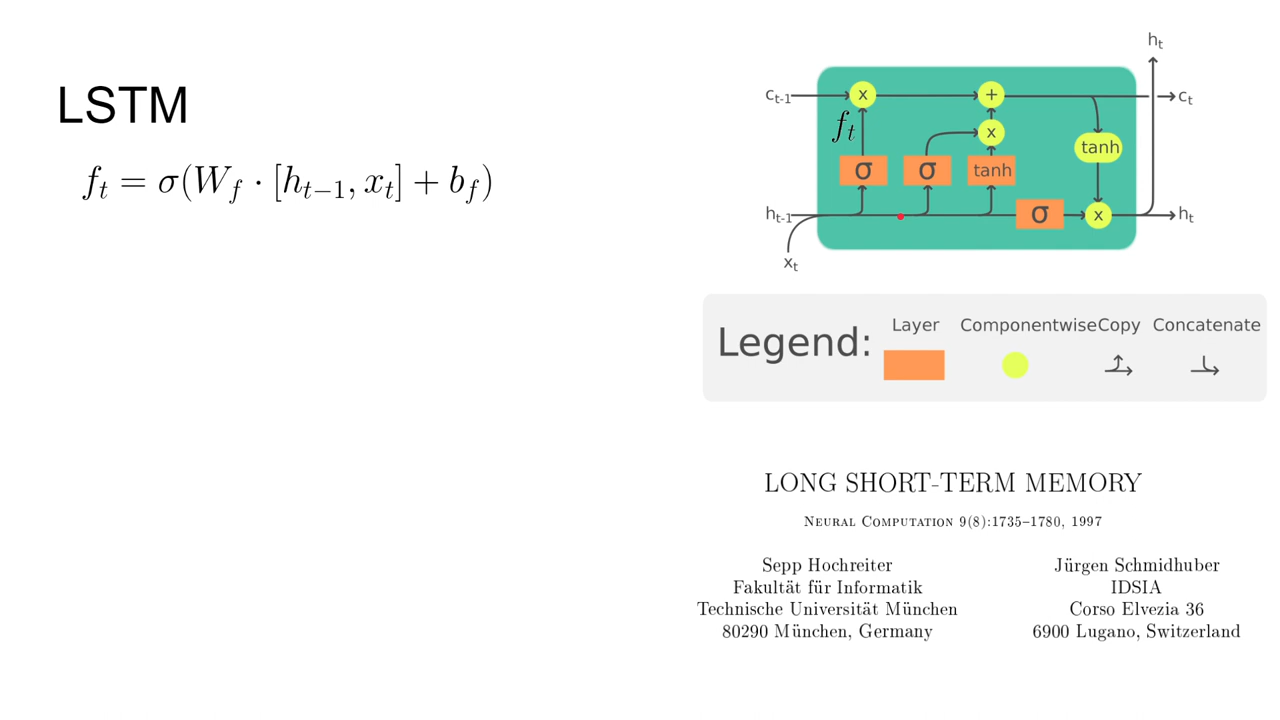 LSTM
f_t = σ(W_f · [h_{t−1}, x_t] + b_f)
h_t
c_{t-1}
x
+
c_t
f_t
x
tanh
σ
σ
tanh
h_{t-1}
σ
x
h_t
x_t
Legend:
Layer
Componentwise
Copy
Concatenate
LONG SHORT-TERM MEMORY
Neural Computation 9(8):1735–1780, 1997
Sepp Hochreiter
Fakultät für Informatik
Technische Universität München
80290 München, Germany
Jürgen Schmidhuber
IDSIA
Corso Elvezia 36
6900 Lugano, Switzerland